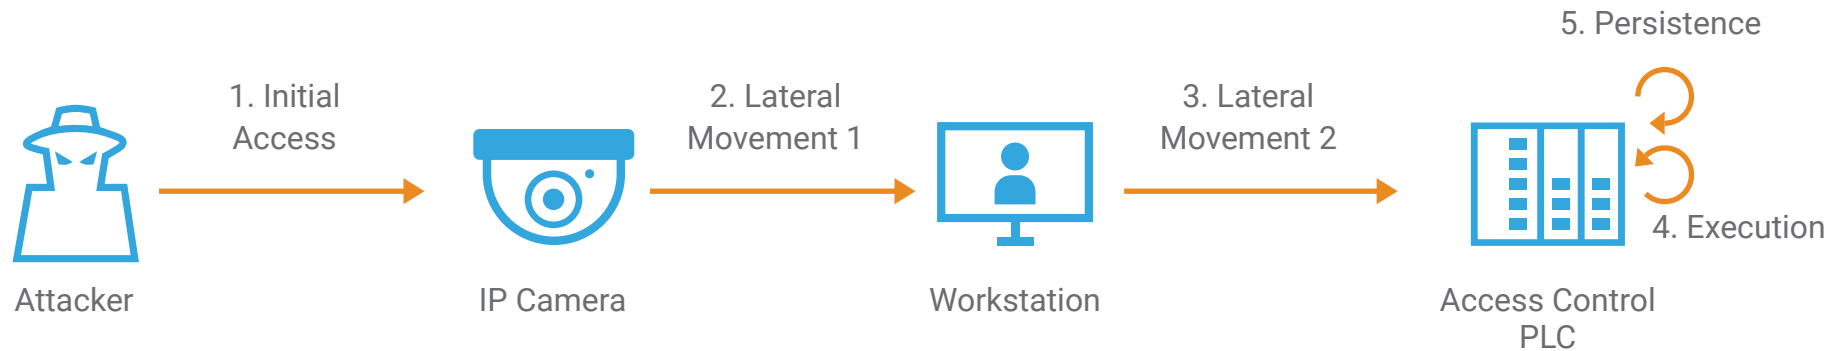 5. Persistence
1. Initial
Access
2. Lateral
Movement 1
3. Lateral
Movement 2
4. Execution
Attacker
IP Camera
Workstation
Access Control
PLC